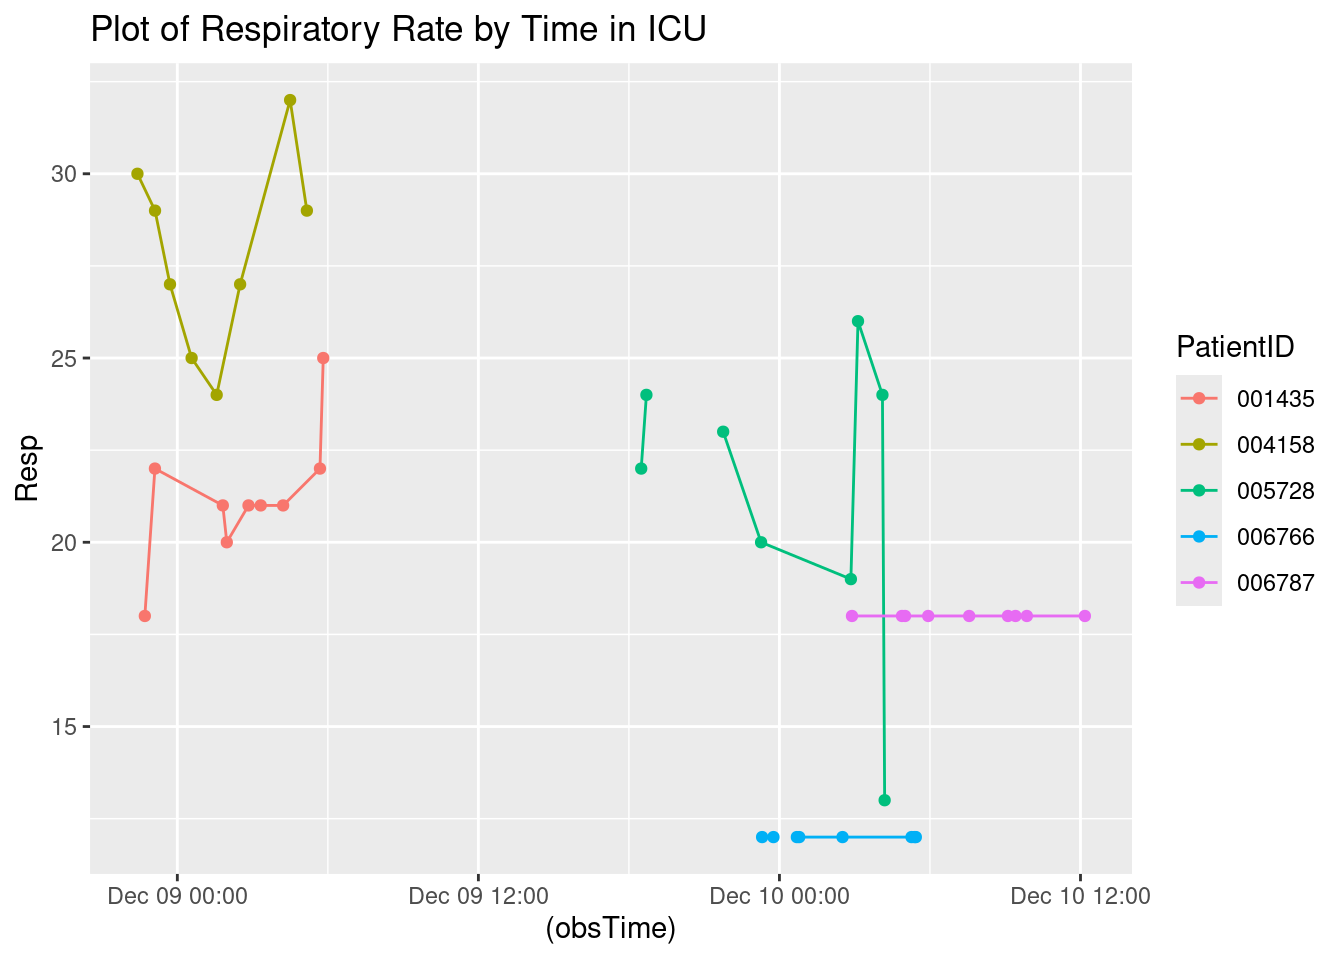 Plot of Respiratory Rate by Time in ICU
30
25
20
15
Resp
Dec 09 00:00
Dec 09 12:00
Dec 10 00:00
Dec 10 12:00
(obsTime)
PatientID
001435
004158
005728
006766
006787